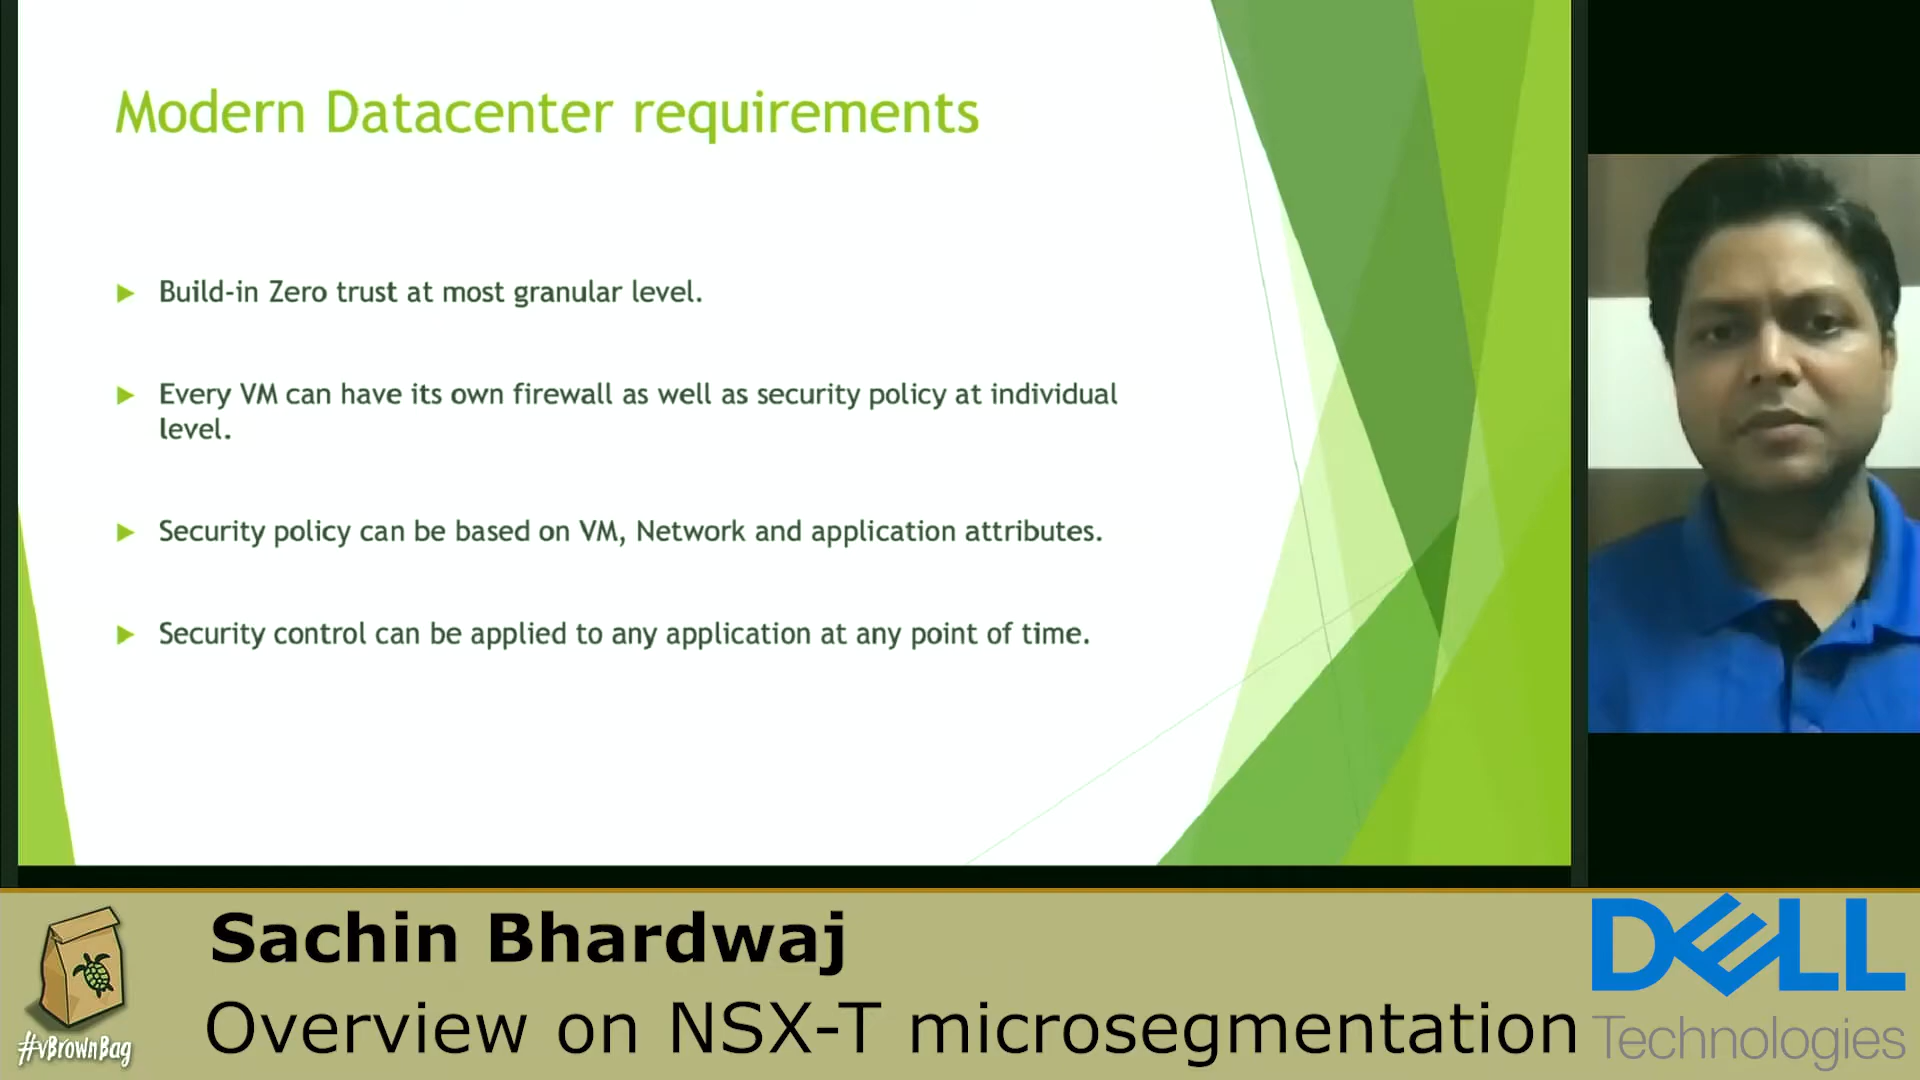 Modern Datacenter requirements
Build-in Zero trust at most granular level.
Every VM can have its own firewall as well as security policy at individual
level.
Security policy can be based on VM, Network and application attributes.
Security control can be applied to any application at any point of time.
Sachin Bhardwaj
Overview on NSX-T microsegmentation
#vBrownBag
DELL
Technologies